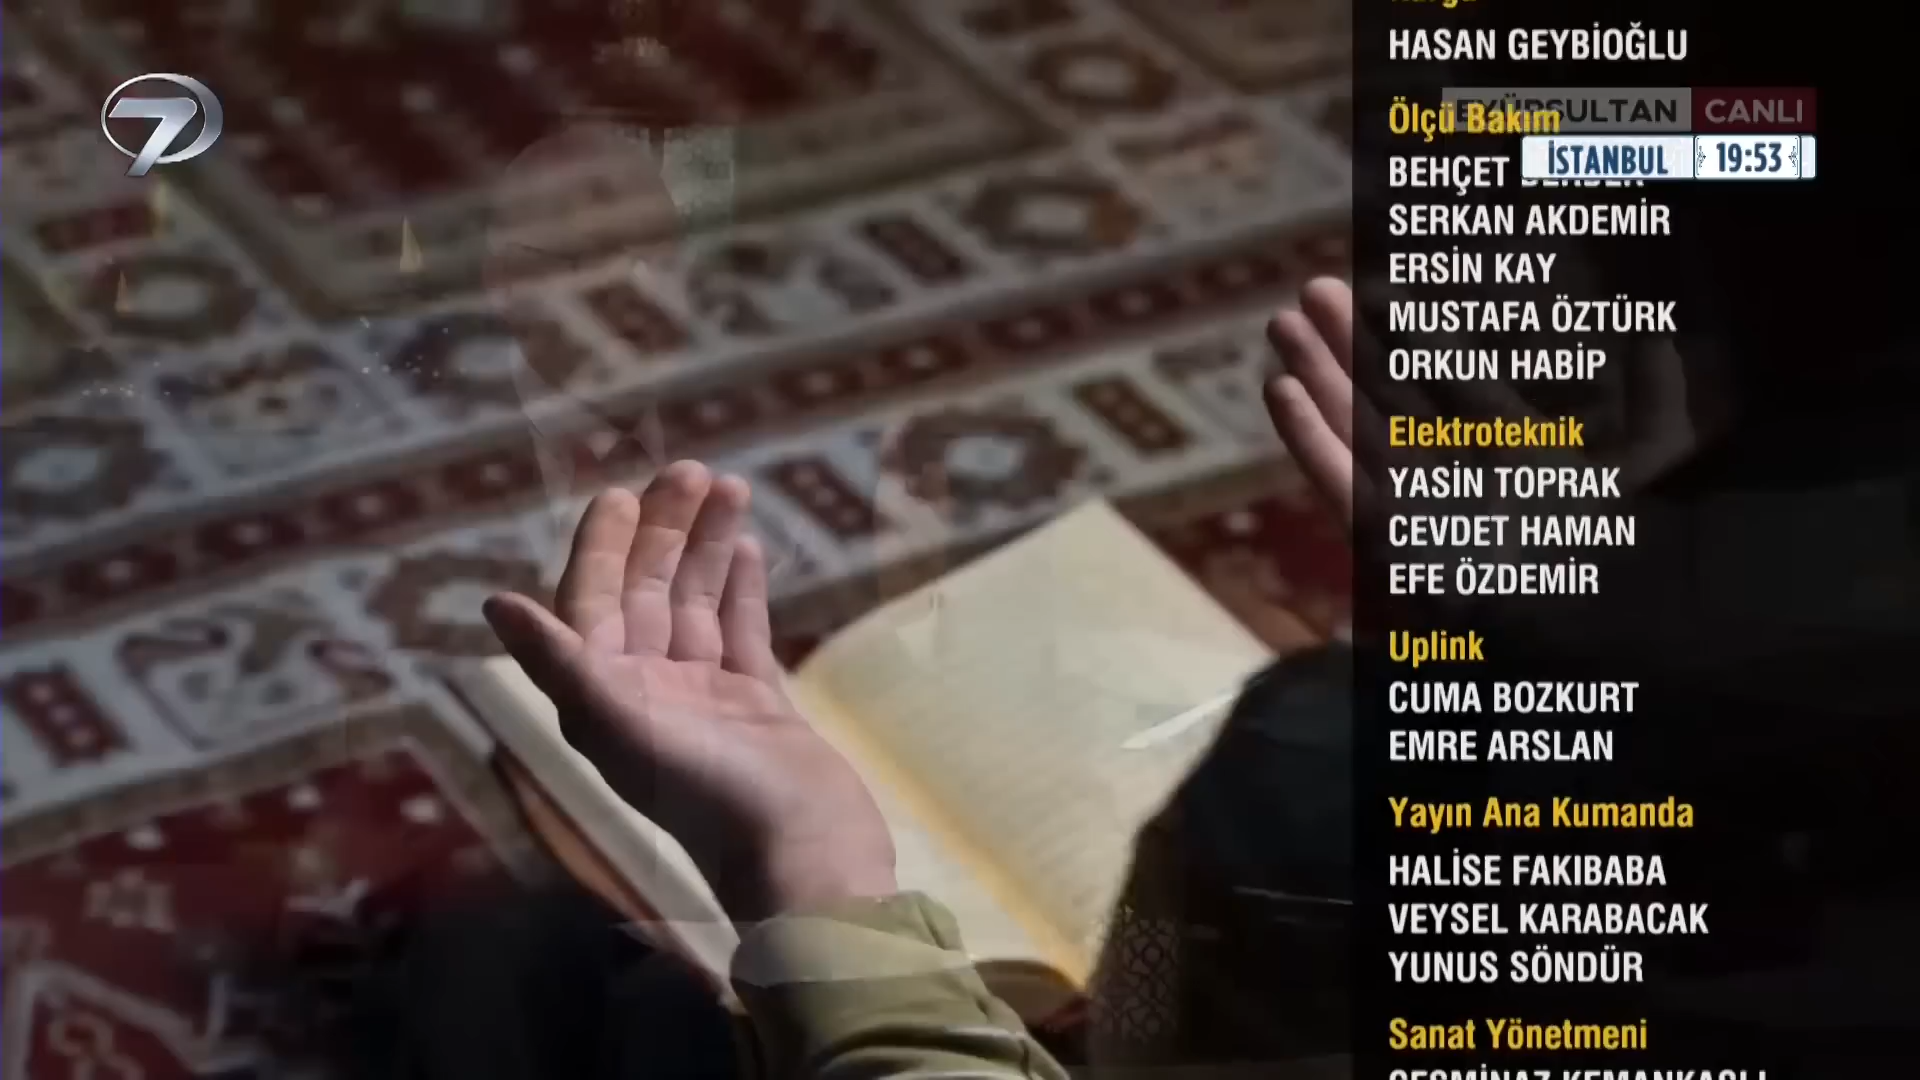 7
HASAN GEYBİOĞLU
EYÜPSULTAN CANLI
Ölçü Bakım
İSTANBUL 19:53
BEHÇET
SERKAN AKDEMİR
ERSİN KAY
MUSTAFA ÖZTÜRK
ORKUN HABİP
Elektroteknik
YASİN TOPRAK
CEVDET HAMAN
EFE ÖZDEMİR
Uplink
CUMA BOZKURT
EMRE ARSLAN
Yayın Ana Kumanda
HALİSE FAKIBABA
VEYSEL KARABACAK
YUNUS SÖNDÜR
Sanat Yönetmeni